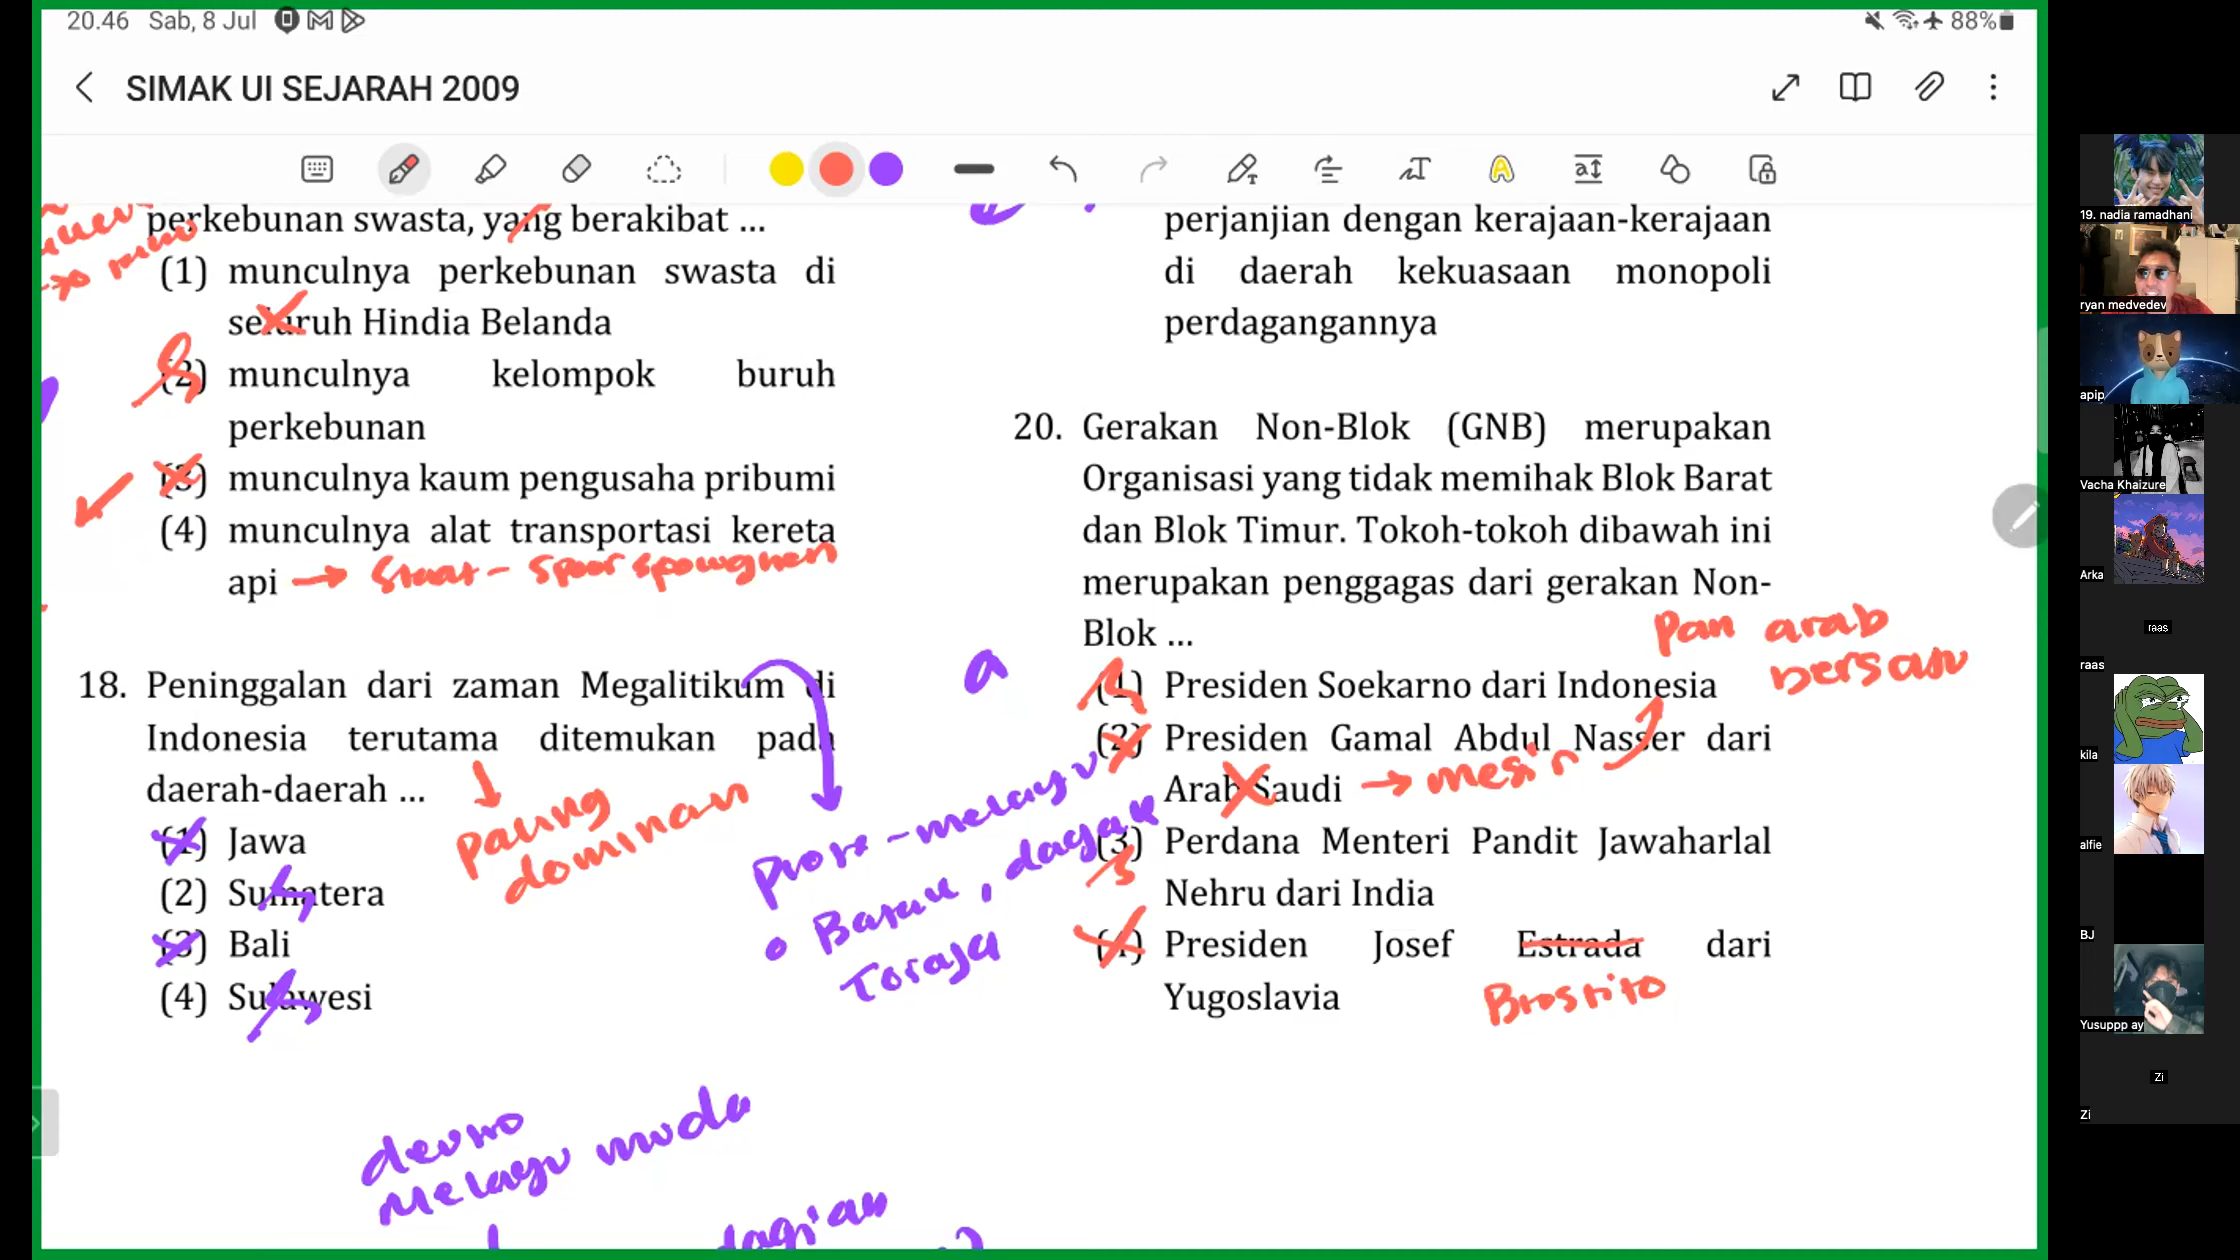 20.46 Sab, 8 Jul
88%
SIMAK UI SEJARAH 2009
perkebunan swasta, yang berakibat ...
(1) munculnya perkebunan swasta di
seluruh Hindia Belanda
(2) munculnya kelompok buruh
perkebunan
(3) munculnya kaum pengusaha pribumi
(4) munculnya alat transportasi kereta
api
18. Peninggalan dari zaman Megalitikum di
Indonesia terutama ditemukan pada
daerah-daerah ...
paling
dominan
(1) Jawa
(2) Sumatera
(3) Bali
(4) Sulawesi
Batak, dayak
Toraja
deutro
Melayu muda
perjanjian dengan kerajaan-kerajaan
di daerah kekuasaan monopoli
perdagangannya
20. Gerakan Non-Blok (GNB) merupakan
Organisasi yang tidak memihak Blok Barat
dan Blok Timur. Tokoh-tokoh dibawah ini
merupakan penggagas dari gerakan Non-
Blok ...
Pan arab
bersatu
a
(1) Presiden Soekarno dari Indonesia
(2) Presiden Gamal Abdul Nasser dari
Arab Saudi → mesir
(3) Perdana Menteri Pandit Jawaharlal
Nehru dari India
(4) Presiden Josef Estrada dari
Yugoslavia
19. nadia ramadhani
ryan medvedev
apip
Vacha Khaizure
Arka
raas
raas
kila
alfie
BJ
Yusuppp ay
Zi
Zi